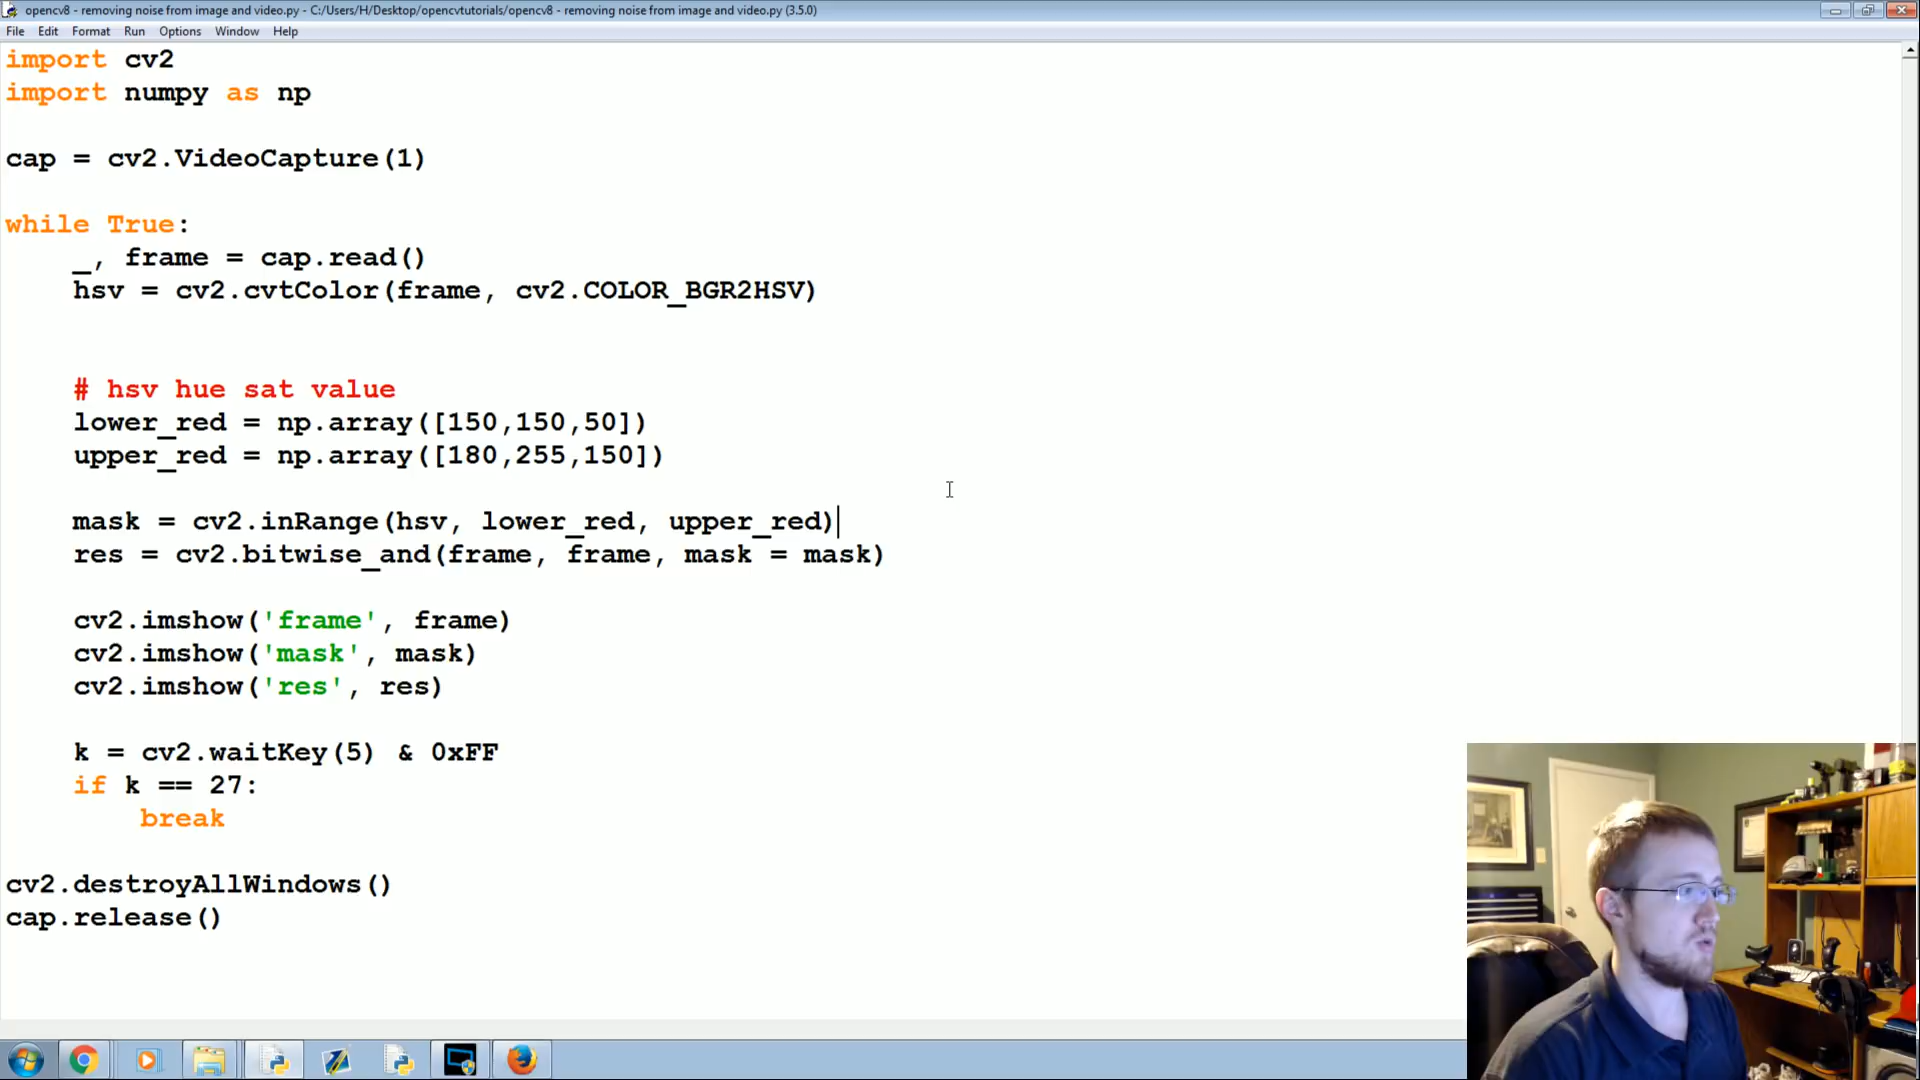 opencv8 - removing noise from image and video.py - C:/Users/H/Desktop/opencvtutorials/opencv8 - removing noise from image and video.py (3.5.0)
File Edit Format Run Options Window Help
import cv2
import numpy as np
cap = cv2.VideoCapture(1)
while True:
_, frame = cap.read()
hsv = cv2.cvtColor(frame, cv2.COLOR_BGR2HSV)
# hsv hue sat value
lower_red = np.array([150,150,50])
upper_red = np.array([180,255,150])
mask = cv2.inRange(hsv, lower_red, upper_red)
res = cv2.bitwise_and(frame, frame, mask = mask)
cv2.imshow('frame', frame)
cv2.imshow('mask', mask)
cv2.imshow('res', res)
k = cv2.waitKey(5) & 0xFF
if k == 27:
break
cv2.destroyAllWindows()
cap.release()